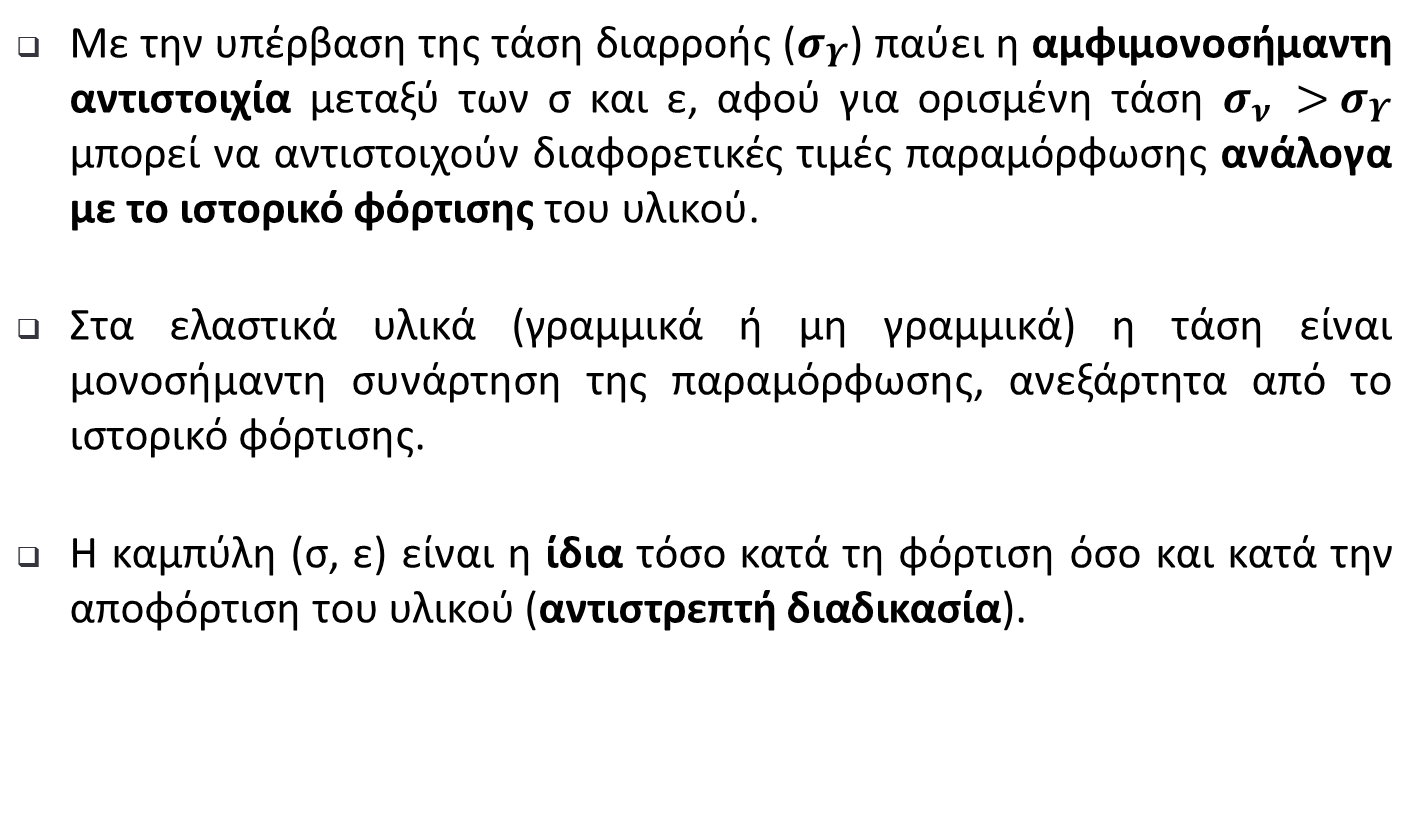 ❑ Με την υπέρβαση της τάση διαρροής (σ_Y) παύει η αμφιμονοσήμαντη
αντιστοιχία μεταξύ των σ και ε, αφού για ορισμένη τάση σ_ν > σ_Y
μπορεί να αντιστοιχούν διαφορετικές τιμές παραμόρφωσης ανάλογα
με το ιστορικό φόρτισης του υλικού.
❑ Στα ελαστικά υλικά (γραμμικά ή μη γραμμικά) η τάση είναι
μονοσήμαντη συνάρτηση της παραμόρφωσης, ανεξάρτητα από το
ιστορικό φόρτισης.
❑ Η καμπύλη (σ, ε) είναι η ίδια τόσο κατά τη φόρτιση όσο και κατά την
αποφόρτιση του υλικού (αντιστρεπτή διαδικασία).